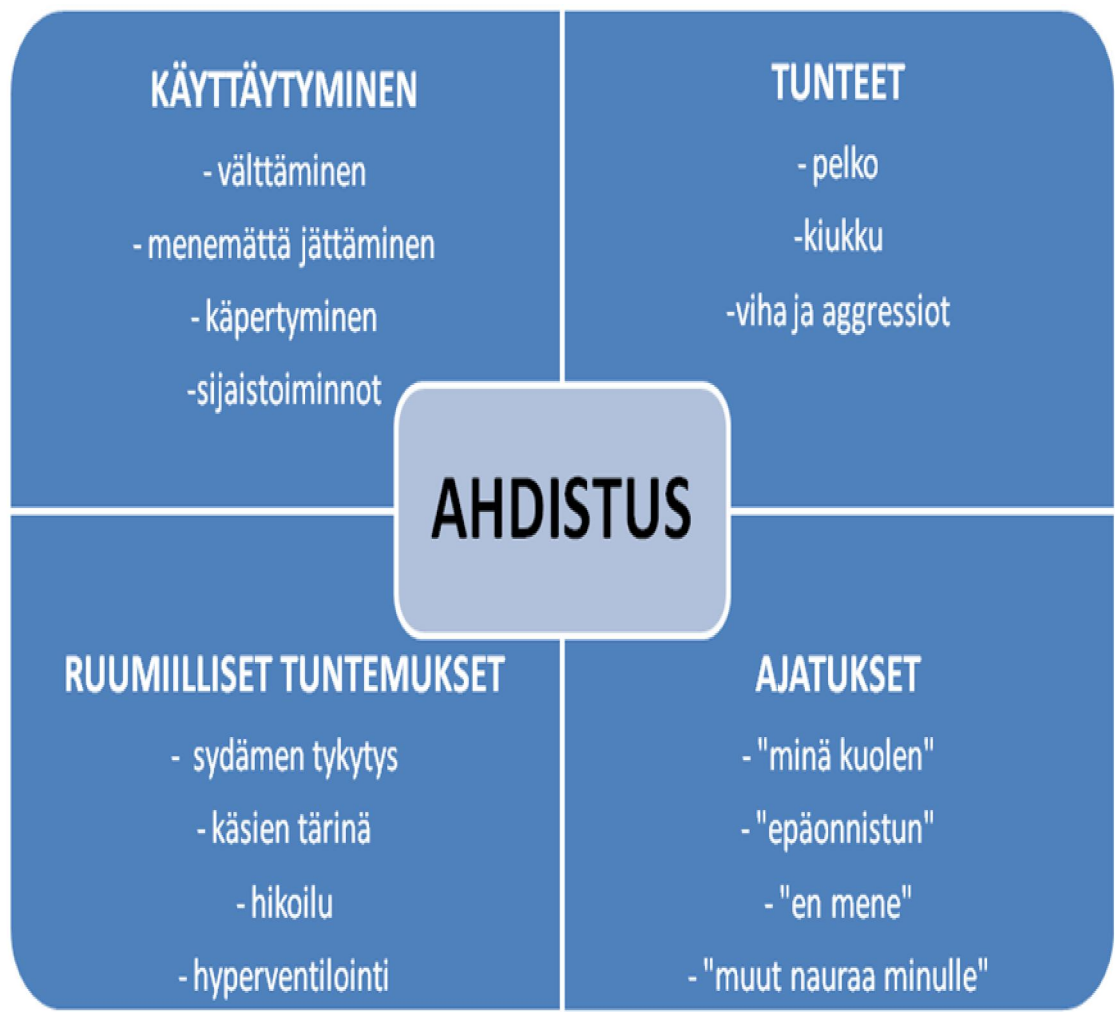 KÄYTTÄYTYMINEN
- välttäminen
- menemättä jättäminen
- käpertyminen
-sijaistoiminnot
TUNTEET
- pelko
-kiukku
-viha ja aggressiot
AHDISTUS
RUUMIILLISET TUNTEMUKSET
- sydämen tykytys
- käsien tärinä
- hikoilu
- hyperventilointi
AJATUKSET
- "minä kuolen"
- "epäonnistun"
- "en mene"
- "muut nauraa minulle"